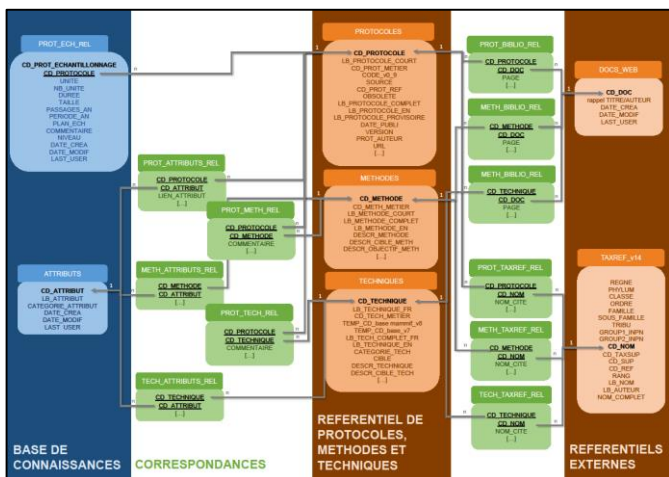 PROT_ECH_REL
CD_PROT_ECHANTILLONNAGE
CD_PROTOCOLE
UNITE
NB_UNITE
DUREE
TAILLE
PASSAGES_AN
PERIODE_AN
PLAN_ECH
COMMENTAIRE
NIVEAU
DATE_CREA
DATE_MODIF
LAST_USER
ATTRIBUTS
CD_ATTRIBUT
LB_ATTRIBUT
CATEGORIE_ATTRIBUT
DATE_CREA
DATE_MODIF
LAST_USER
BASE DE
CONNAISSANCES
PROT_ATTRIBUTS_REL
CD_PROTOCOLE
CD_ATTRIBUT
LIEN_ATTRIBUT
[...]
PROT_METH_REL
CD_PROTOCOLE
CD_METHODE
COMMENTAIRE
[...]
METH_ATTRIBUTS_REL
CD_METHODE
CD_ATTRIBUT
[...]
PROT_TECH_REL
CD_PROTOCOLE
CD_TECHNIQUE
COMMENTAIRE
[...]
TECH_ATTRIBUTS_REL
CD_TECHNIQUE
CD_ATTRIBUT
[...]
CORRESPONDANCES
PROTOCOLES
CD_PROTOCOLE
LB_PROTOCOLE_COURT
CD_PROT_METIER
CODE_v0_9
SOURCE
CD_PROT_REF
OBSOLETE
LB_PROTOCOLE_COMPLET
LB_PROTOCOLE_EN
LB_PROTOCOLE_PROVISOIRE
DATE_PUBLI
VERSION
PROT_AUTEUR
URL
[...]
METHODES
CD_METHODE
CD_METH_METIER
LB_METHODE_COURT
LB_METHODE_COMPLET
LB_METHODE_EN
DESCR_METHODE
DESCR_CIBLE_METH
DESCR_OBJECTIF_METH
[...]
TECHNIQUES
CD_TECHNIQUE
LB_TECHNIQUE_FR
CD_TECH_METIER
TEMP_CD_base_v7
LB_TECH_COMPLET_FR
LB_TECHNIQUE_EN
CATEGORIE_TECH
CIBLE
DESCR_TECHNIQUE
DESCR_CIBLE_TECH
[...]
REFERENTIEL DE
PROTOCOLES,
METHODES ET
TECHNIQUES
PROT_BIBLIO_REL
CD_PROTOCOLE
CD_DOC
PAGE
[...]
METH_BIBLIO_REL
CD_METHODE
CD_DOC
PAGE
[...]
METH_BIBLIO_REL
CD_TECHNIQUE
CD_DOC
PAGE
[...]
PROT_TAXREF_REL
CD_PROTOCOLE
CD_NOM
NOM_CITE
[...]
METH_TAXREF_REL
CD_METHODE
CD_NOM
NOM_CITE
[...]
TECH_TAXREF_REL
CD_TECHNIQUE
CD_NOM
NOM_CITE
[...]
DOCS_WEB
CD_DOC
rappel TITRE/AUTEUR
DATE_CREA
DATE_MODIF
LAST_USER
TAXREF_v14
REGNE
PHYLUM
CLASSE
ORDRE
FAMILLE
SOUS_FAMILLE
TRIBU
GROUP1_INPN
GROUP2_INPN
CD_NOM
CD_TAXSUP
CD_SUP
CD_REF
RANG
LB_NOM
LB_AUTEUR
NOM_COMPLET
REFERENTIELS
EXTERNES